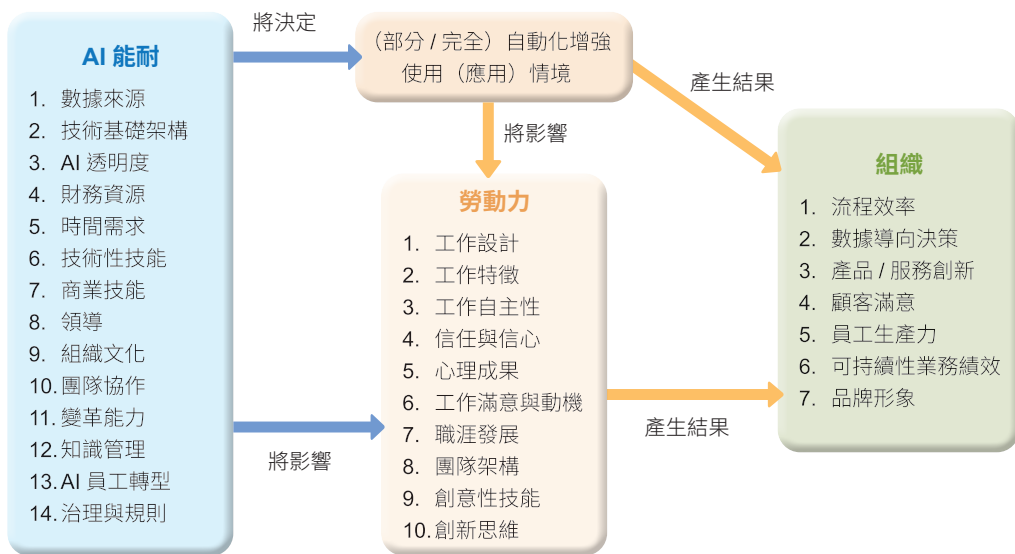 AI 能耐
1. 數據來源
2. 技術基礎架構
3. AI 透明度
4. 財務資源
5. 時間需求
6. 技術性技能
7. 商業技能
8. 領導
9. 組織文化
10. 團隊協作
11. 變革能力
12. 知識管理
13. AI 員工轉型
14. 治理與規則
將決定
（部分 / 完全）自動化增強
使用（應用）情境
將影響
產生結果
將影響
勞動力
1. 工作設計
2. 工作特徵
3. 工作自主性
4. 信任與信心
5. 心理成果
6. 工作滿意與動機
7. 職涯發展
8. 團隊架構
9. 創意性技能
10. 創新思維
產生結果
組織
1. 流程效率
2. 數據導向決策
3. 產品 / 服務創新
4. 顧客滿意
5. 員工生產力
6. 可持續性業務績效
7. 品牌形象